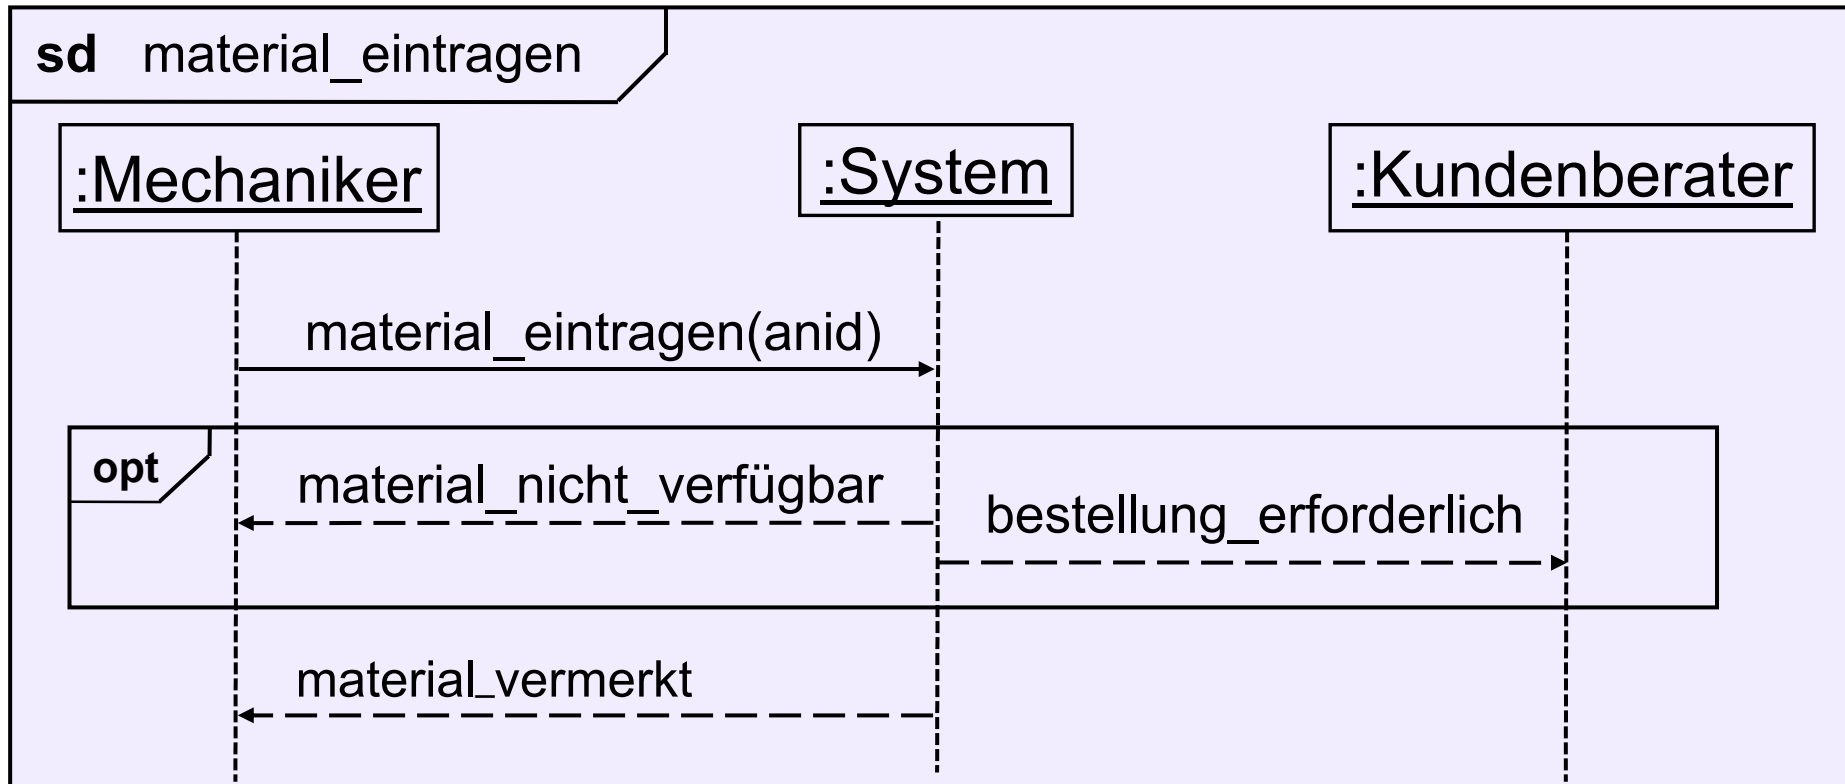 sd material_eintragen
:Mechaniker
:System
:Kundenberater
material_eintragen(anid)
opt
material_nicht_verfügbar
bestellung_erforderlich
material_vermerkt